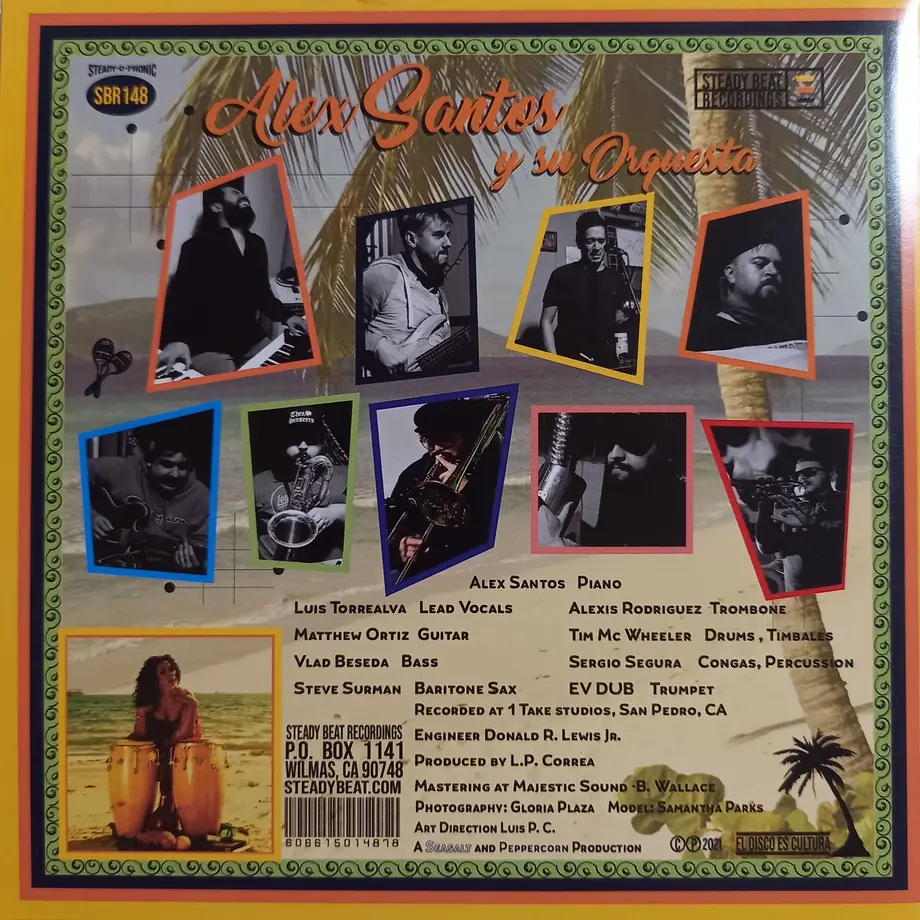 STEADY-O-PHONIC
SBR148
Alex Santos
y su Orquesta
STEADY BEAT
RECORDINGS
Thee
Sinseers
Alex Santos Piano
Luis Torrealva Lead Vocals
Alexis Rodriguez Trombone
Matthew Ortiz Guitar
Tim Mc Wheeler Drums , Timbales
Vlad Beseda Bass
Sergio Segura Congas, Percussion
Steve Surman Baritone Sax
EV DUB Trumpet
Recorded at 1 Take studios, San Pedro, CA
Engineer Donald R. Lewis Jr.
Produced by L.P. Correa
Mastering at Majestic Sound -B. Wallace
Photography: Gloria Plaza Model: Samantha Parks
Art Direction Luis P. C.
A Seasalt and Peppercorn Production
STEADY BEAT RECORDINGS
P.O. BOX 1141
WILMAS, CA 90748
STEADYBEAT.COM
606615014878
©℗2021
EL DISCO ES CULTURA